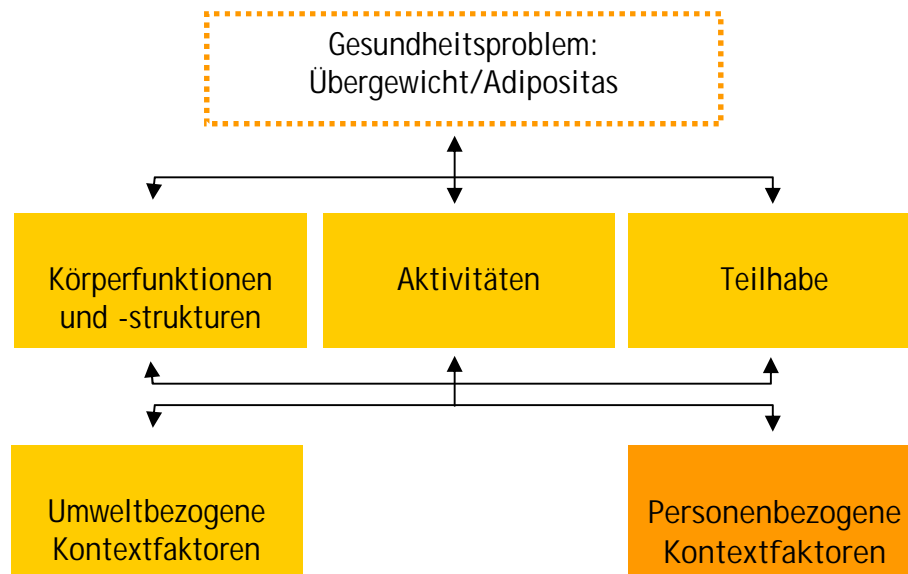 Gesundheitsproblem:
Übergewicht/Adipositas
Körperfunktionen
und -strukturen
Aktivitäten
Teilhabe
Umweltbezogene
Kontextfaktoren
Personenbezogene
Kontextfaktoren